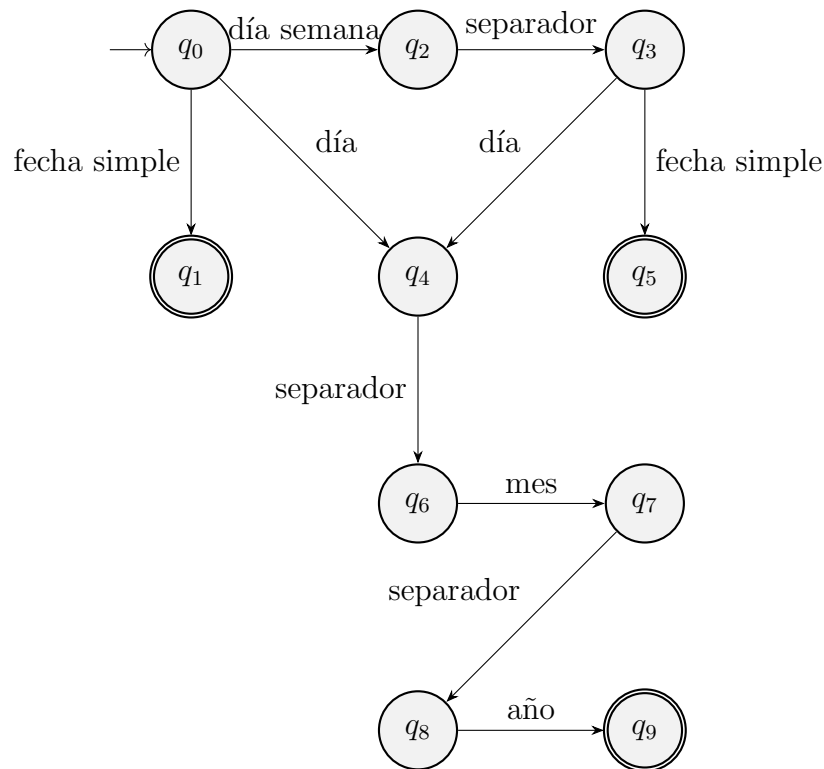 q0 día semana q2 separador q3
día día
fecha simple fecha simple
q1 q4 q5
separador
q6 mes q7
separador
q8 año q9